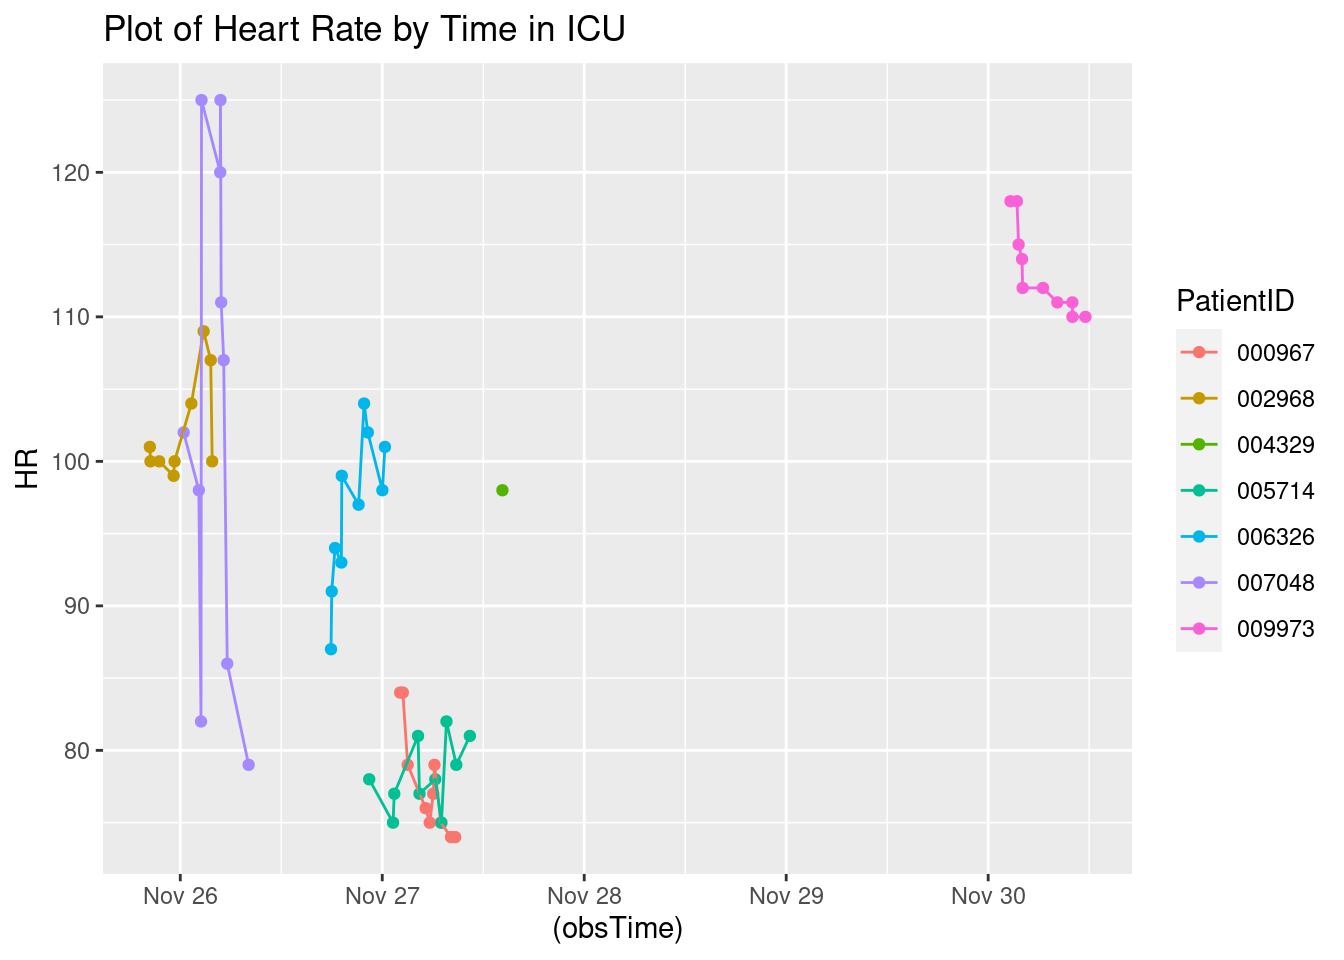 Plot of Heart Rate by Time in ICU
HR
120
110
100
90
80
Nov 26 Nov 27 Nov 28 Nov 29 Nov 30
(obsTime)
PatientID
000967
002968
004329
005714
006326
007048
009973